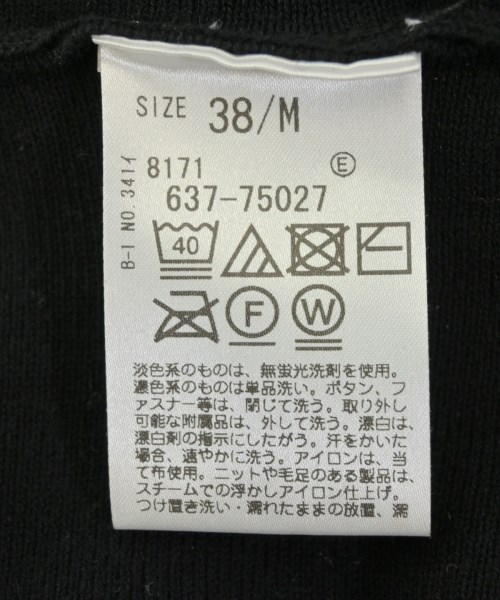 SIZE 38/M
8171 Ⓔ
637-75027
B-1 NO.341イ
40
F W
淡色系のものは、無蛍光洗剤を使用。
濃色系のものは単品洗い。ボタン、フ
ァスナー等は、閉じて洗う。取り外し
可能な附属品は、外して洗う。漂白は、
漂白剤の指示にしたがう。汗をかいた
場合、速やかに洗う。アイロンは、当
て布使用。ニットや毛足のある製品は、
スチームでの浮かしアイロン仕上げ。
つけ置き洗い・濡れたままの放置、濡